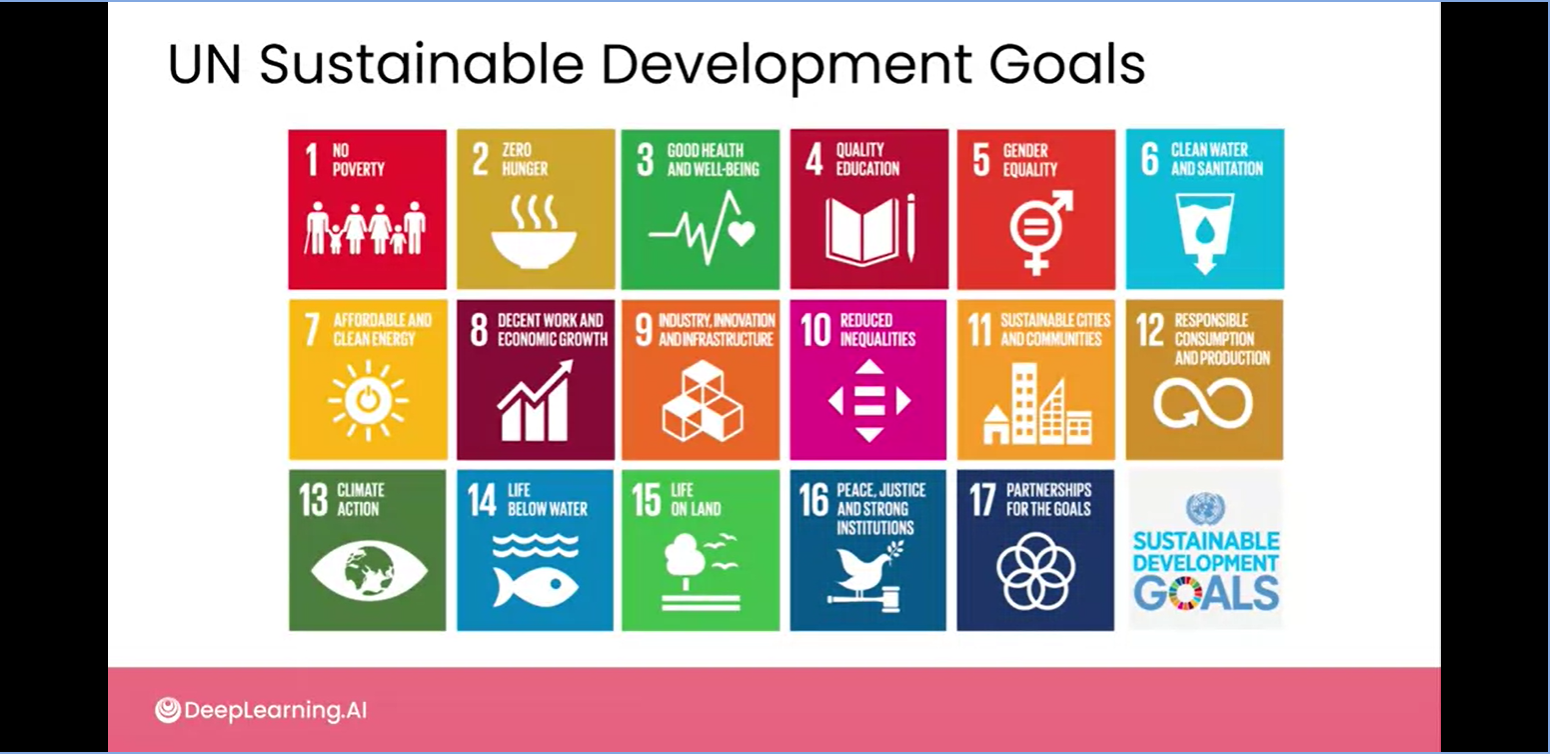 UN Sustainable Development Goals
1 NO
POVERTY
2 ZERO
HUNGER
3 GOOD HEALTH
AND WELL-BEING
4 QUALITY
EDUCATION
5 GENDER
EQUALITY
6 CLEAN WATER
AND SANITATION
7 AFFORDABLE AND
CLEAN ENERGY
8 DECENT WORK AND
ECONOMIC GROWTH
9 INDUSTRY, INNOVATION
AND INFRASTRUCTURE
10 REDUCED
INEQUALITIES
11 SUSTAINABLE CITIES
AND COMMUNITIES
12 RESPONSIBLE
CONSUMPTION
AND PRODUCTION
13 CLIMATE
ACTION
14 LIFE
BELOW WATER
15 LIFE
ON LAND
16 PEACE, JUSTICE
AND STRONG
INSTITUTIONS
17 PARTNERSHIPS
FOR THE GOALS
SUSTAINABLE
DEVELOPMENT
GOALS
DeepLearning.AI